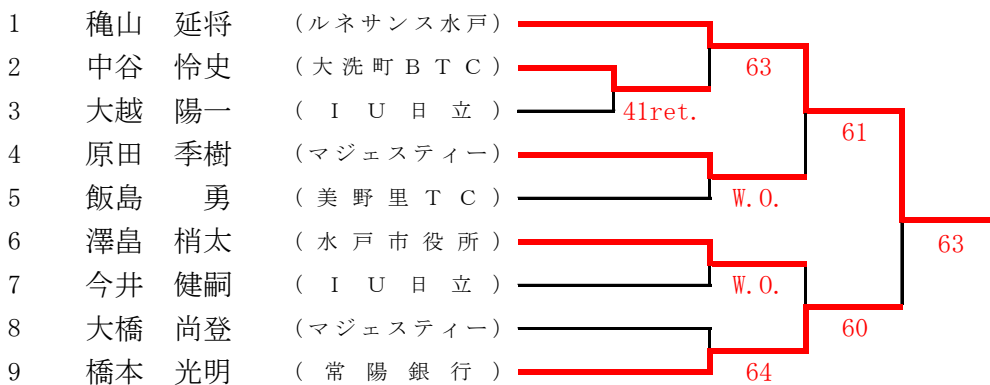 1 穐山 延将 (ルネサンス水戸)
63
2 中谷 怜史 (大洗町BTC)
41ret.
3 大越 陽一 (IU日立)
61
4 原田 季樹 (マジェスティー)
W.O.
5 飯島 勇 (美野里TC)
63
6 澤畠 梢太 (水戸市役所)
W.O.
7 今井 健嗣 (IU日立)
60
8 大橋 尚登 (マジェスティー)
64
9 橋本 光明 (常陽銀行)